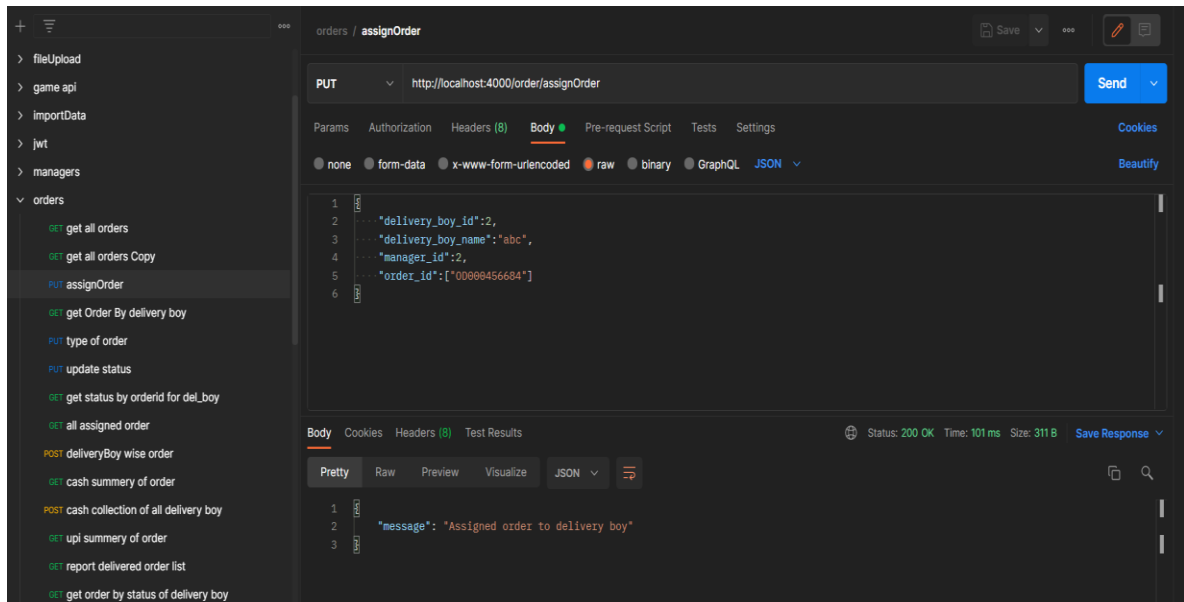 orders / assignOrder
Save
fileUpload
game api
importData
jwt
managers
orders
GET get all orders
GET get all orders Copy
PUT assignOrder
GET get Order By delivery boy
PUT type of order
PUT update status
GET get status by orderid for del_boy
GET all assigned order
POST deliveryBoy wise order
GET cash summery of order
POST cash collection of all delivery boy
GET upi summery of order
GET report delivered order list
GET get order by status of delivery boy
PUT http://localhost:4000/order/assignOrder Send
Params Authorization Headers (8) Body Pre-request Script Tests Settings Cookies
none form-data x-www-form-urlencoded raw binary GraphQL JSON Beautify
1 {
2 "delivery_boy_id":2,
3 "delivery_boy_name":"abc",
4 "manager_id":2,
5 "order_id":["OD000456684"]
6 }
Body Cookies Headers (8) Test Results Status: 200 OK Time: 101 ms Size: 311 B Save Response
Pretty Raw Preview Visualize JSON
1 {
2 "message": "Assigned order to delivery boy"
3 }